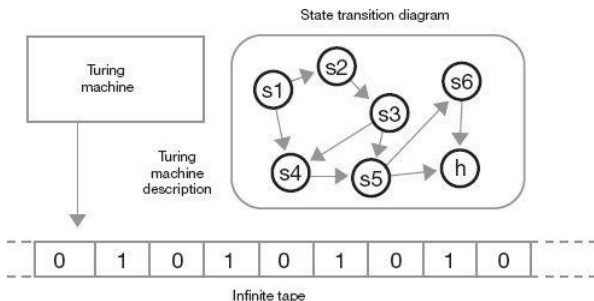 State transition diagram
Turing
machine
s1
s2
s3
s6
s4
s5
h
Turing
machine
description
0 1 0 1 0 1 0 1 0
Infinite tape